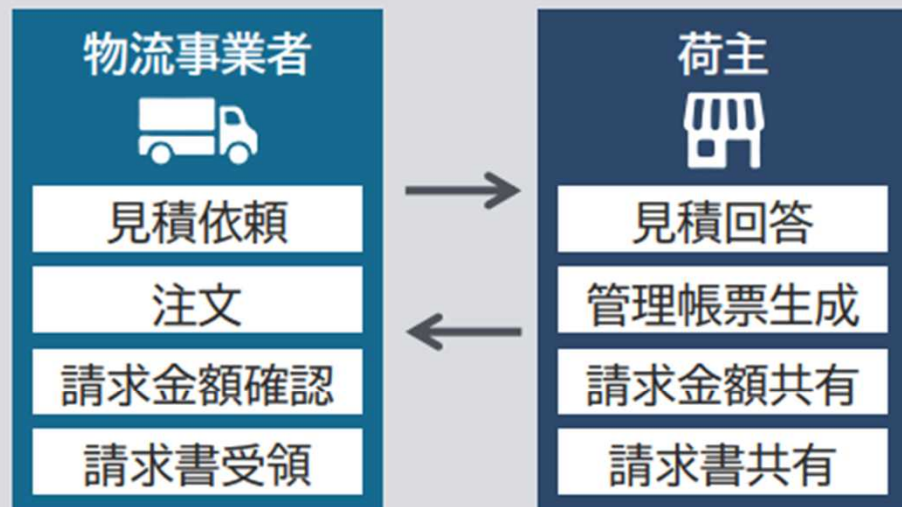 物流事業者
見積依頼
注文
請求金額確認
請求書受領
荷主
見積回答
管理帳票生成
請求金額共有
請求書共有